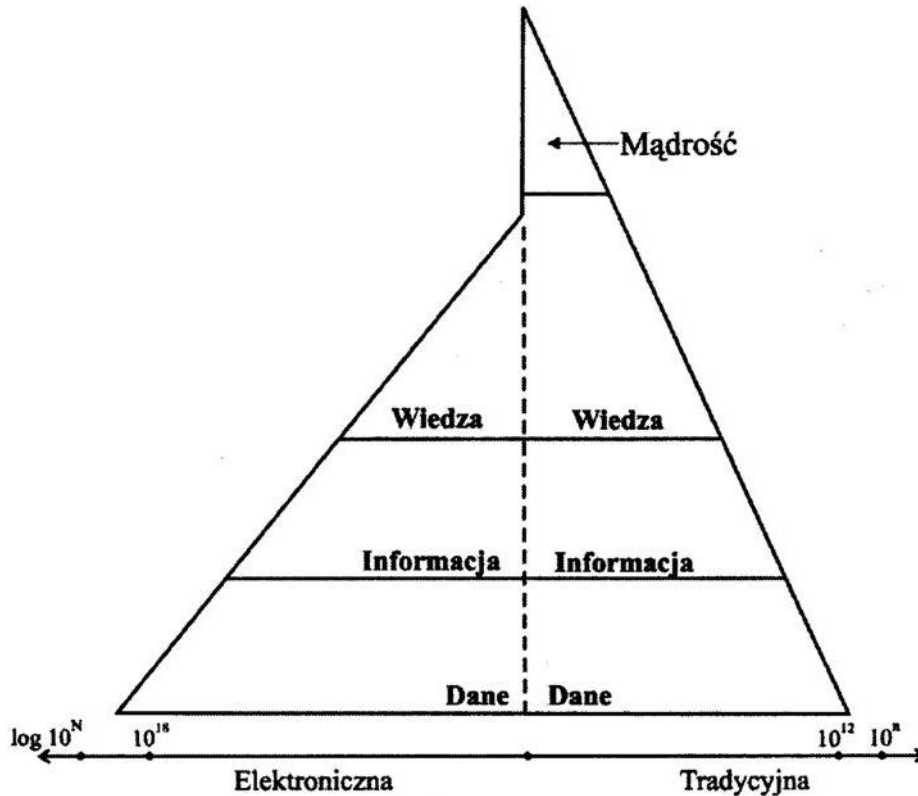 Mądrość
Wiedza Wiedza
Informacja Informacja
Dane Dane
log 10^N 10^18 10^12 10^n
Elektroniczna Tradycyjna